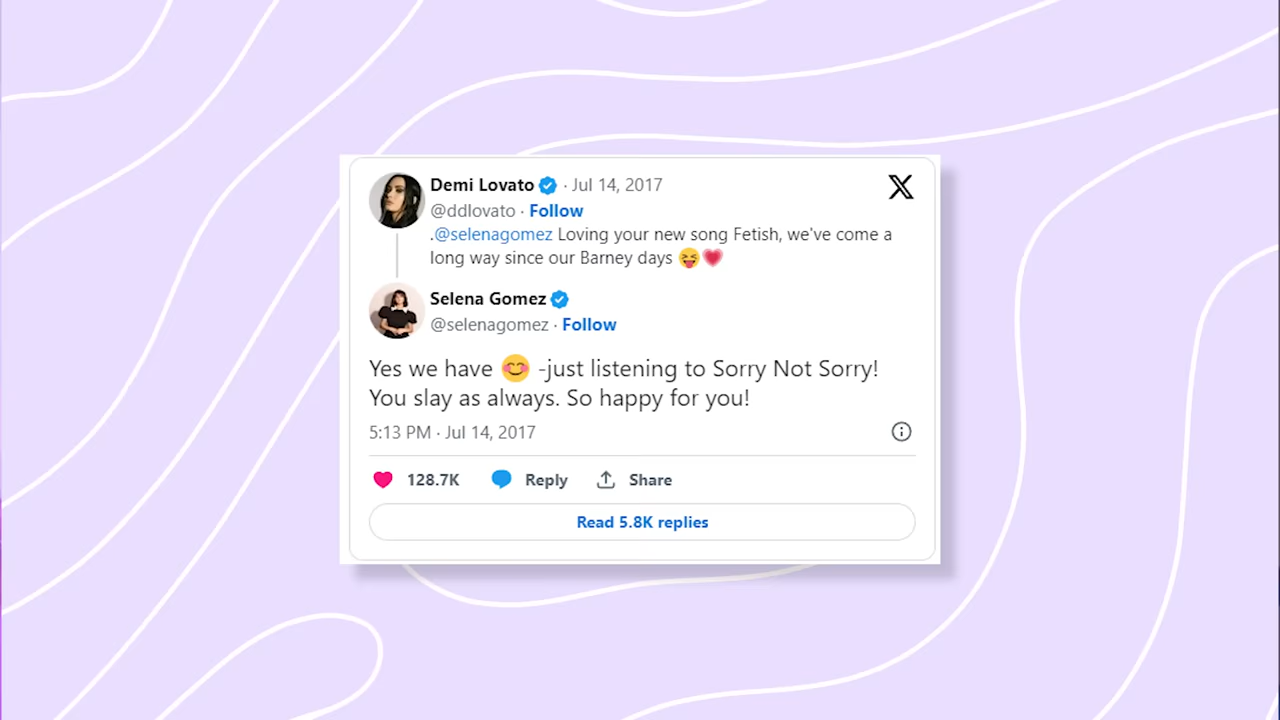 Demi Lovato · Jul 14, 2017
@ddlovato · Follow
.@selenagomez Loving your new song Fetish, we've come a
long way since our Barney days 😝💗
Selena Gomez
@selenagomez · Follow
Yes we have 😊 -just listening to Sorry Not Sorry!
You slay as always. So happy for you!
5:13 PM · Jul 14, 2017
128.7K Reply Share
Read 5.8K replies